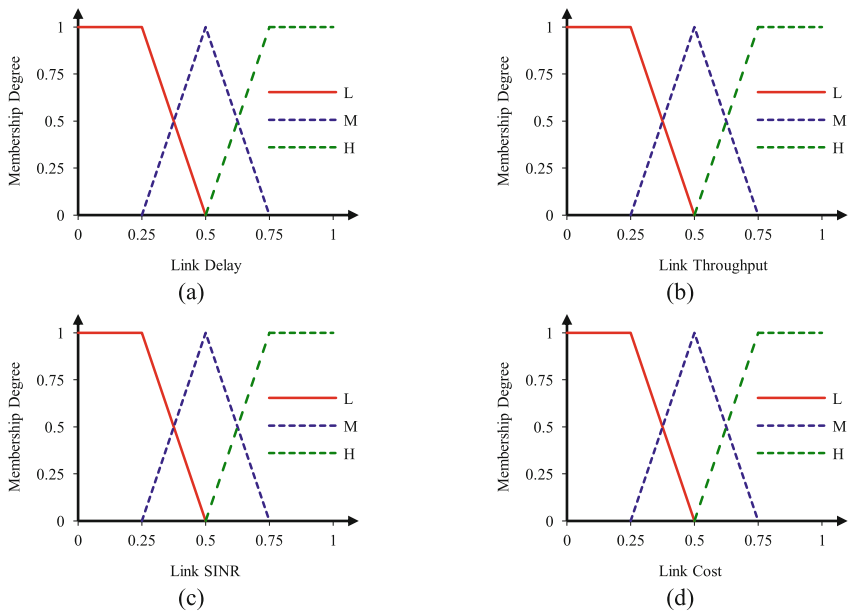 Membership Degree
1
0.75
0.5
0.25
0
0 0.25 0.5 0.75 1
L
M
H
Link Delay
(a)
Membership Degree
1
0.75
0.5
0.25
0
0 0.25 0.5 0.75 1
L
M
H
Link Throughput
(b)
Membership Degree
1
0.75
0.5
0.25
0
0 0.25 0.5 0.75 1
L
M
H
Link SINR
(c)
Membership Degree
1
0.75
0.5
0.25
0
0 0.25 0.5 0.75 1
L
M
H
Link Cost
(d)